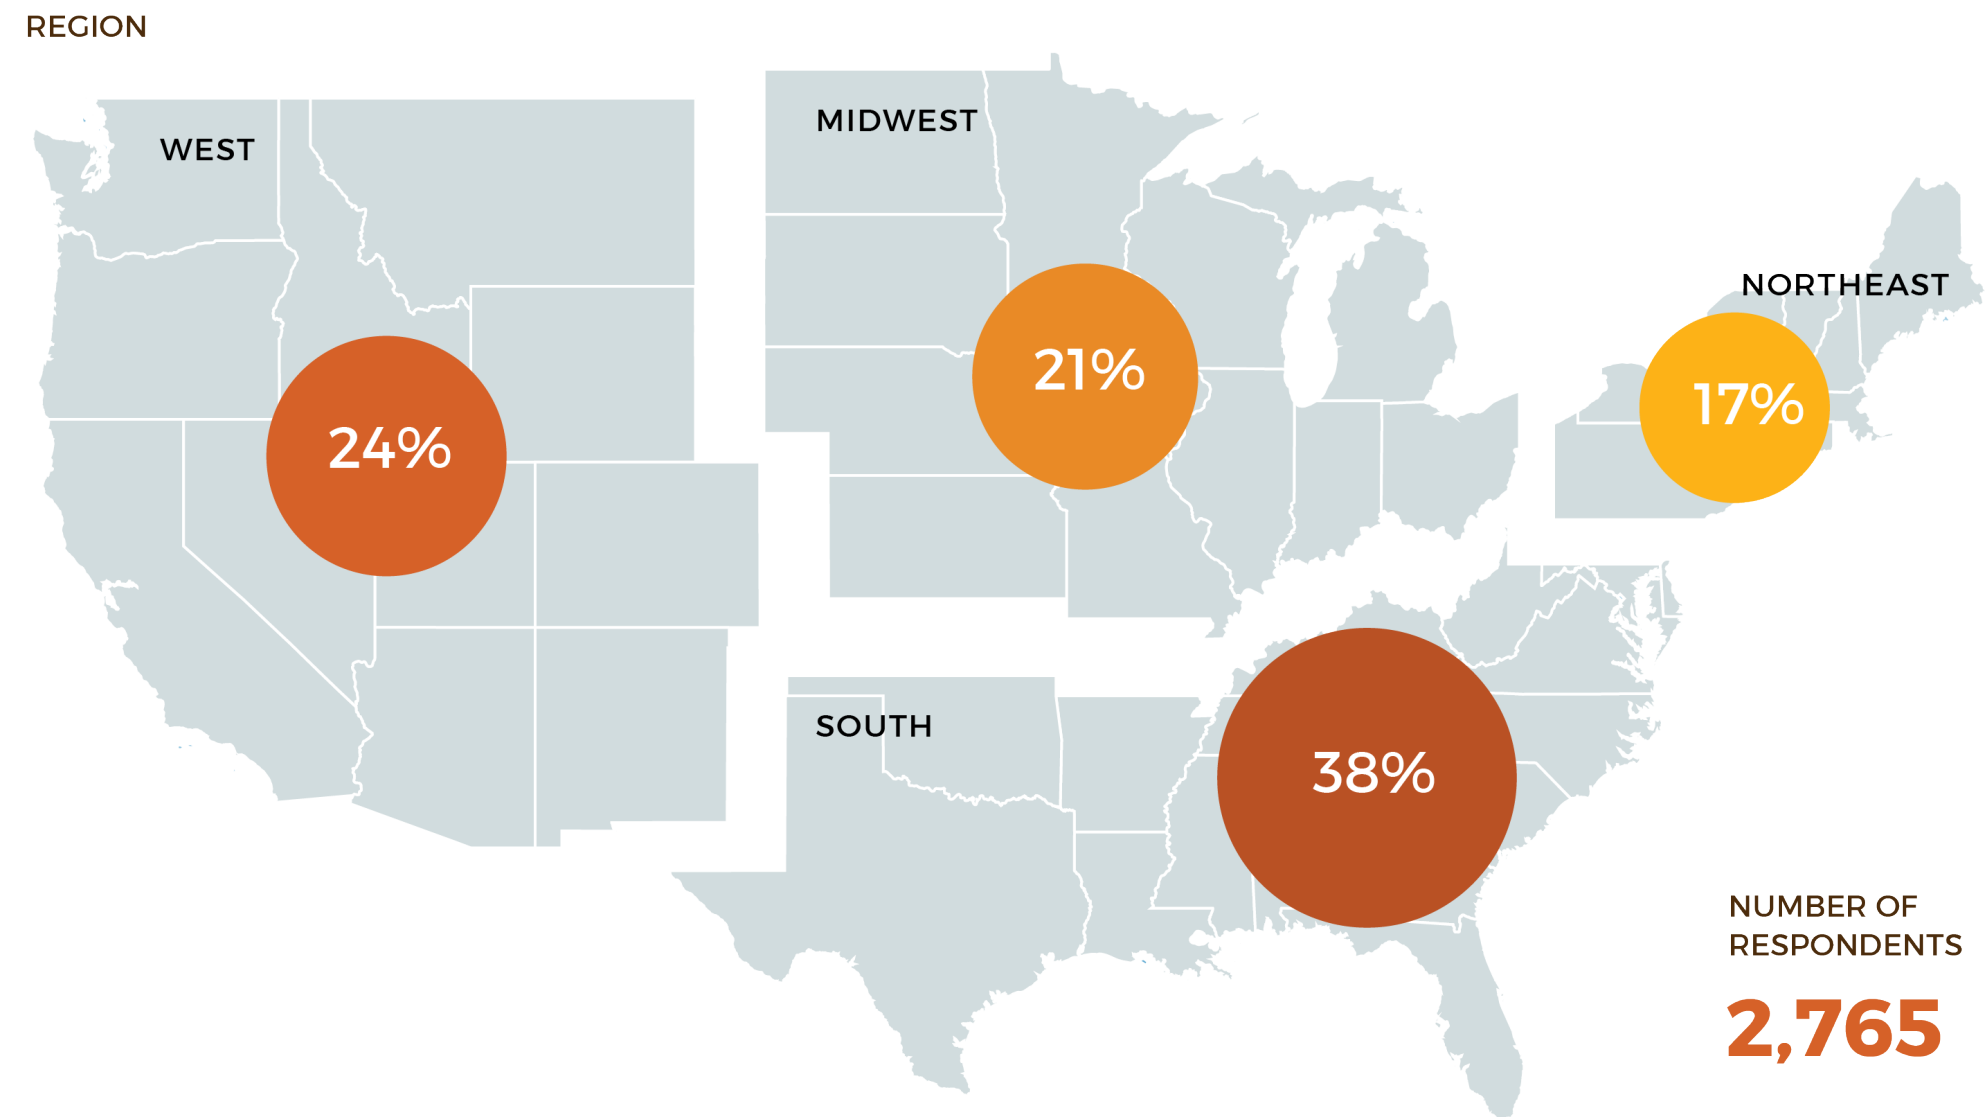 REGION
WEST
MIDWEST
NORTHEAST
24%
21%
17%
SOUTH
38%
NUMBER OF
RESPONDENTS
2,765